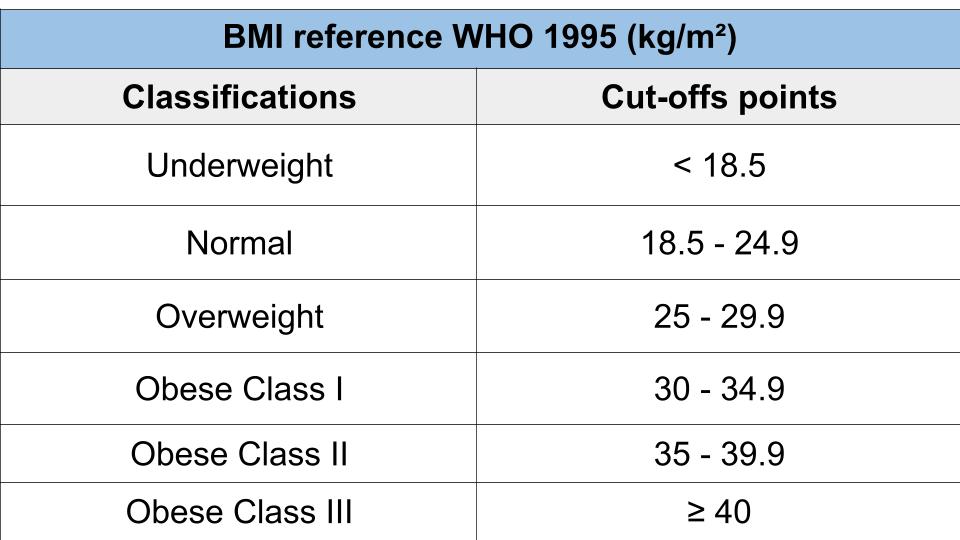 BMI reference WHO 1995 (kg/m²)
Classifications Cut-offs points
Underweight < 18.5
Normal 18.5 - 24.9
Overweight 25 - 29.9
Obese Class I 30 - 34.9
Obese Class II 35 - 39.9
Obese Class III ≥ 40